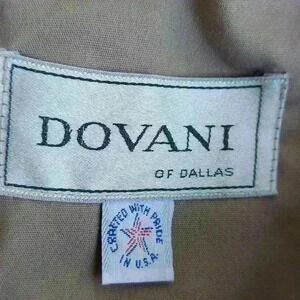 DOVANI
OF DALLAS
CRAFTED WITH PRIDE
IN U.S.A.